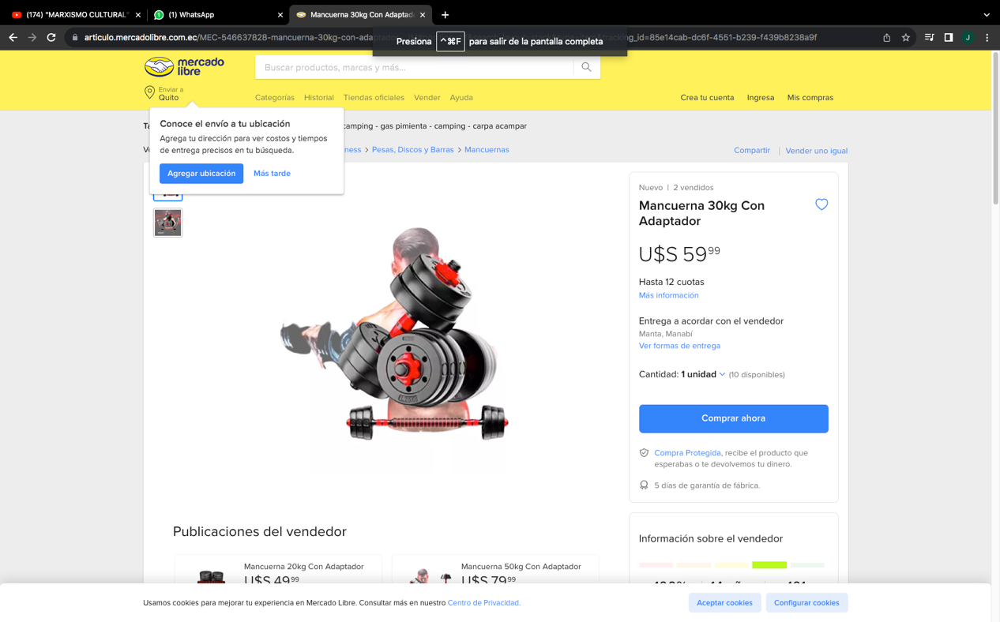 (174) "MARXISMO CULTURAL"
(1) WhatsApp
Mancuerna 30kg Con Adaptad
articulo.mercadolibre.com.ec/MEC-546637828-mancuerna-30kg-con-ada
tracking_id=85e14cab-dc6f-4551-b239-f439b8238a9f
J
Presiona ^⌘F para salir de la pantalla completa
mercado
libre
Buscar productos, marcas y más...
Enviar a
Quito
Categorías Historial Tiendas oficiales Vender Ayuda
Crea tu cuenta Ingresa Mis compras
camping - gas pimienta - camping - carpa acampar
Conoce el envío a tu ubicación
Agrega tu dirección para ver costos y tiempos
de entrega precisos en tu búsqueda.
Agregar ubicación Más tarde
ness > Pesas, Discos y Barras > Mancuernas
Compartir | Vender uno igual
Nuevo | 2 vendidos
Mancuerna 30kg Con
Adaptador
U$S 59⁹⁹
Hasta 12 cuotas
Más información
Entrega a acordar con el vendedor
Manta, Manabí
Ver formas de entrega
Cantidad: 1 unidad (10 disponibles)
Comprar ahora
Compra Protegida, recibe el producto que
esperabas o te devolvemos tu dinero.
5 días de garantía de fábrica.
Publicaciones del vendedor
Mancuerna 20kg Con Adaptador
U$S 49⁹⁹
Mancuerna 50kg Con Adaptador
U$S 79⁹⁹
Información sobre el vendedor
Usamos cookies para mejorar tu experiencia en Mercado Libre. Consultar más en nuestro Centro de Privacidad.
Aceptar cookies Configurar cookies